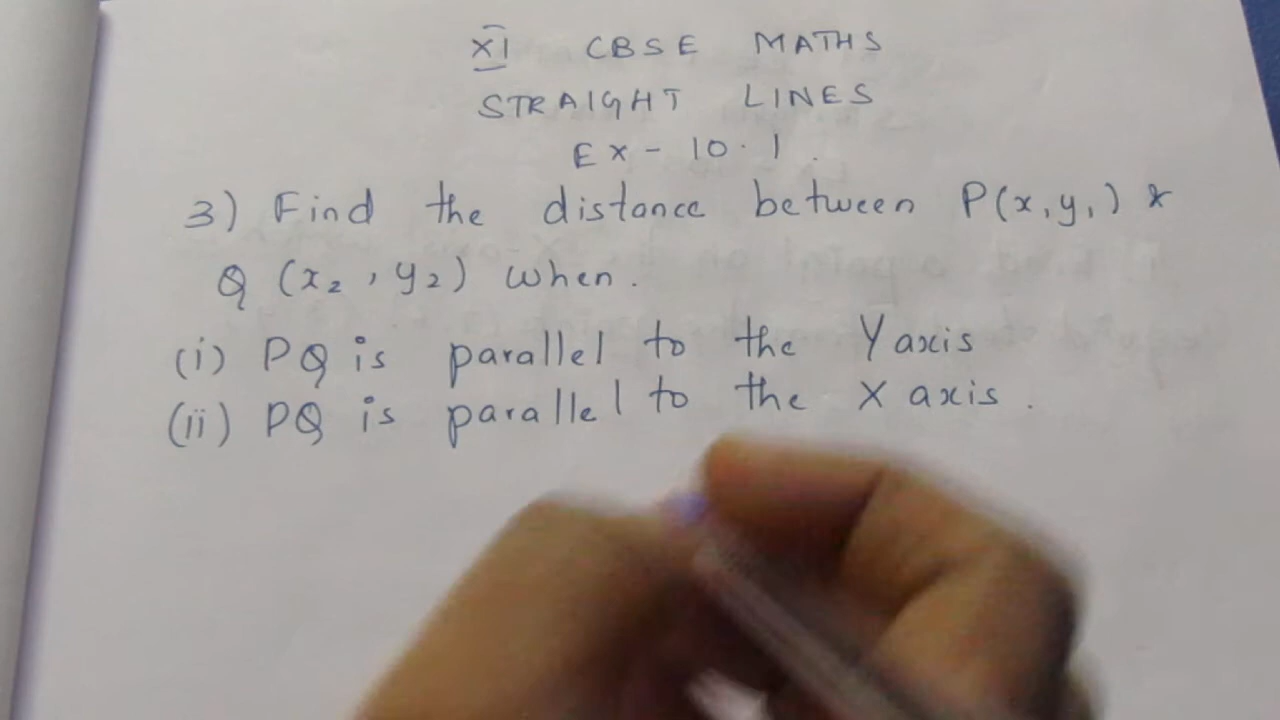 XI CBSE MATHS
STRAIGHT LINES
EX - 10.1.
3) Find the distance between P(x₁y₁) &
Q (x₂, y₂) when.
(i) PQ is parallel to the Y axis
(ii) PQ is parallel to the X axis.